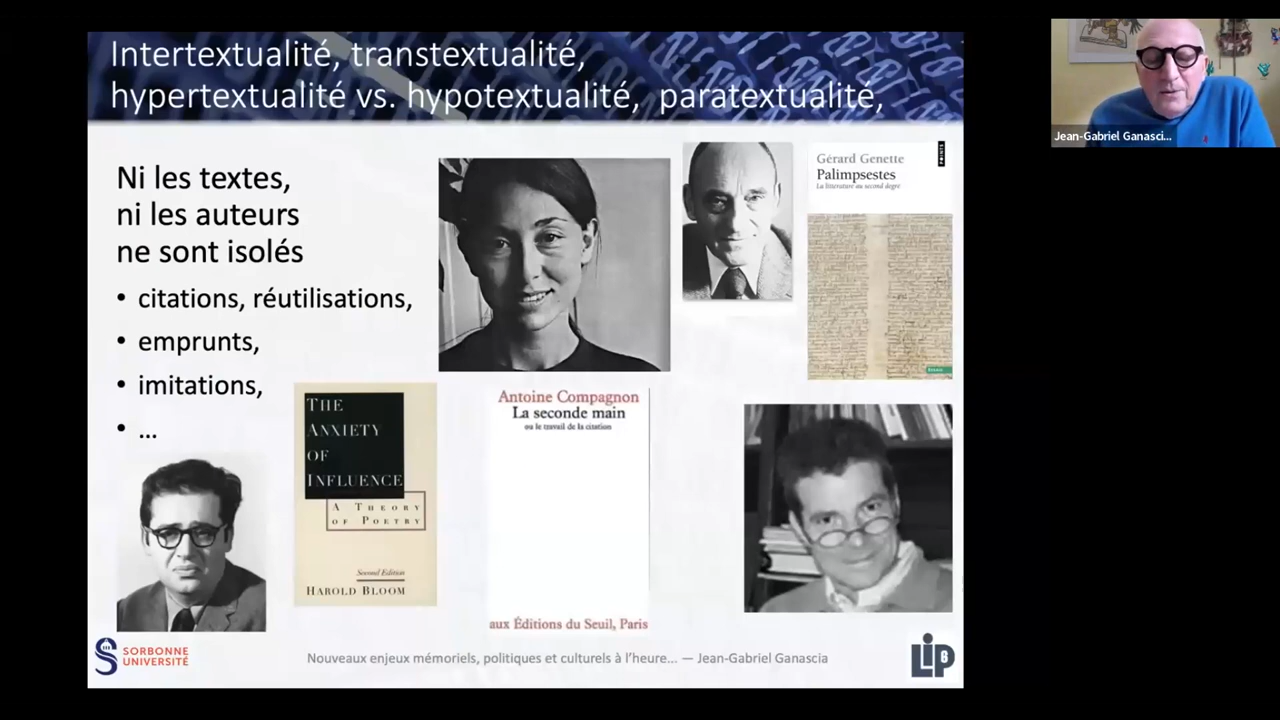 Intertextualité, transtextualité,
hypertextualité vs. hypotextualité, paratextualité,
Ni les textes,
ni les auteurs
ne sont isolés
• citations, réutilisations,
• emprunts,
• imitations,
• ...
Gérard Genette
Palimpsestes
La littérature au second degré
POINTS
THE
ANXIETY
OF
INFLUENCE
A THEORY
OF POETRY
Second Edition
HAROLD BLOOM
Antoine Compagnon
La seconde main
ou le travail de la citation
aux Éditions du Seuil, Paris
SORBONNE
UNIVERSITÉ
Nouveaux enjeux mémoriels, politiques et culturels à l'heure... — Jean-Gabriel Ganascia
LIP6
Jean-Gabriel Ganasci...